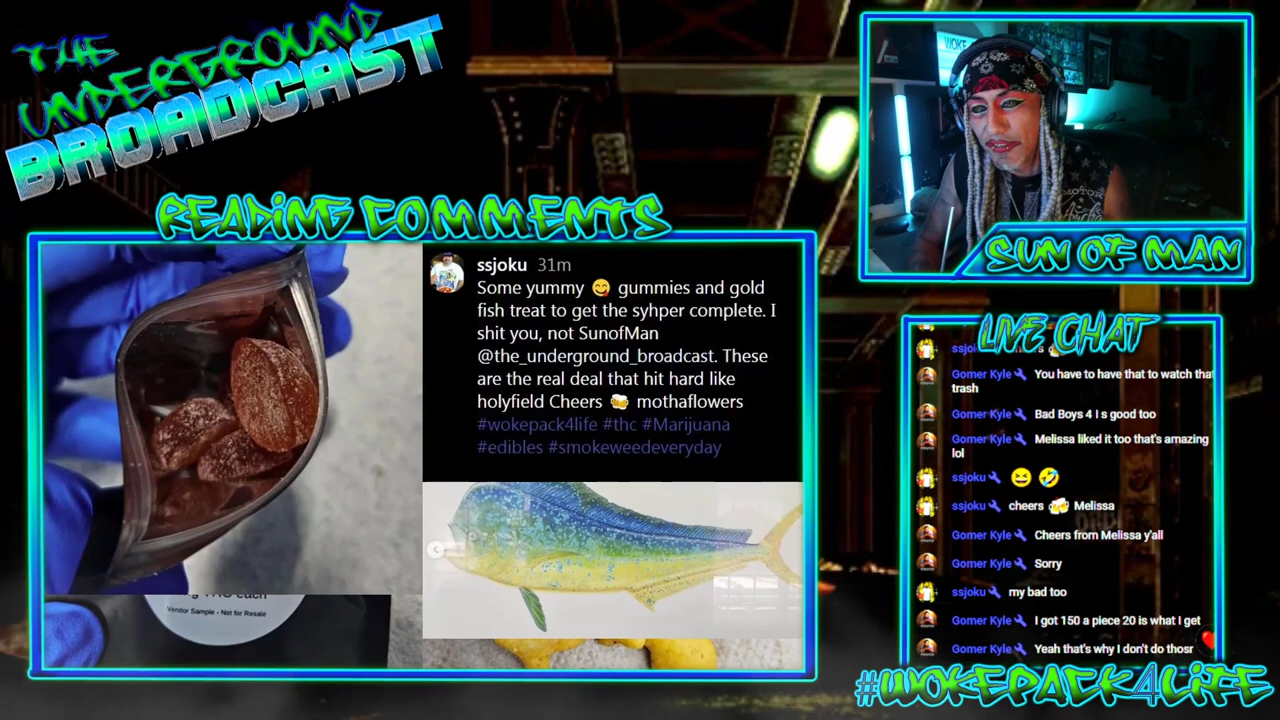 THE
UNDERGROUND
BROADCAST
READING COMMENTS
ssjoku 31m
Some yummy 😋 gummies and gold
fish treat to get the syhper complete. I
shit you, not SunofMan
@the_underground_broadcast. These
are the real deal that hit hard like
holyfield Cheers 🍻 mothaflowers
#wokepack4life #thc #Marijuana
#edibles #smokeweedeveryday
THC each
Vendor Sample - Not for Resale
WOKE
MOTOR
SUN OF MAN
LIVE CHAT
Gomer Kyle🔧 You have to have that to watch that
trash
Gomer Kyle🔧 Bad Boys 4 I s good too
Gomer Kyle🔧 Melissa liked it too that's amazing
lol
ssjoku🔧 😆 🤣
ssjoku🔧 cheers 🍻 Melissa
Gomer Kyle🔧 Cheers from Melissa y'all
Gomer Kyle🔧 Sorry
ssjoku🔧 my bad too
Gomer Kyle🔧 I got 150 a piece 20 is what I get
Gomer Kyle🔧 Yeah that's why I don't do thosr
#WOKEPACK4LIFE